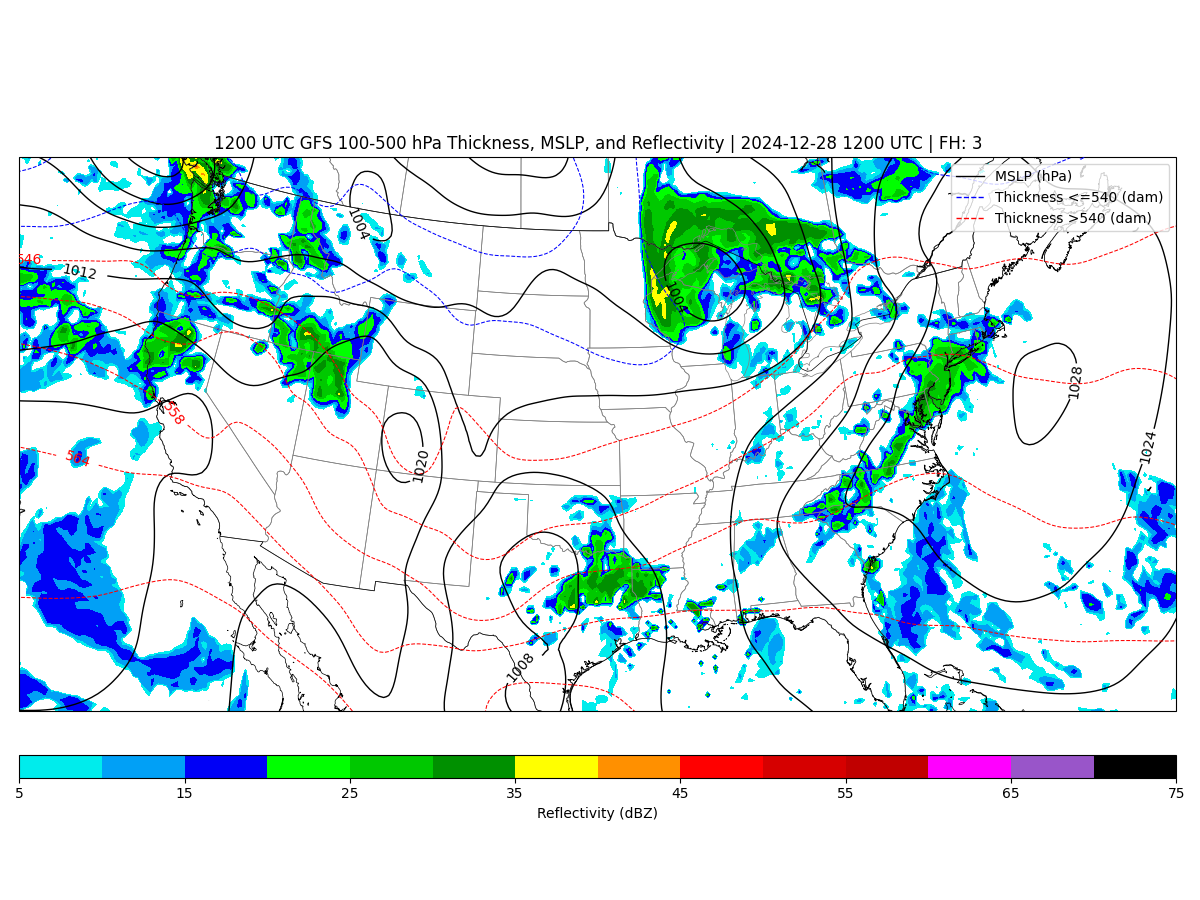 1200 UTC GFS 100-500 hPa Thickness, MSLP, and Reflectivity | 2024-12-28 1200 UTC | FH: 3
MSLP (hPa)
Thickness <=540 (dam)
Thickness >540 (dam)
1004
546
1012
1004
1028
558
1024
564
1020
1008
5 15 25 35 45 55 65 75
Reflectivity (dBZ)